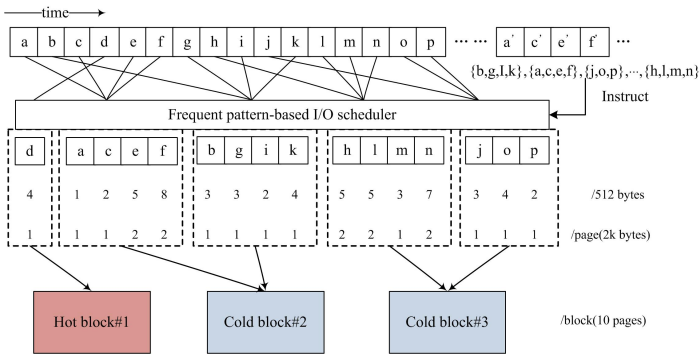 time
a b c d e f g h i j k l m n o p ... ... a' c' e' f' ...
{b,g,I,k},{a,c,e,f},{j,o,p},...,{h,l,m,n}
Instruct
Frequent pattern-based I/O scheduler
d a c e f b g i k h l m n j o p
4 1 2 5 8 3 3 2 4 5 5 3 7 3 4 2 /512 bytes
1 1 1 2 2 1 1 1 1 2 2 1 2 1 1 1 /page(2k bytes)
Hot block#1 Cold block#2 Cold block#3 /block(10 pages)